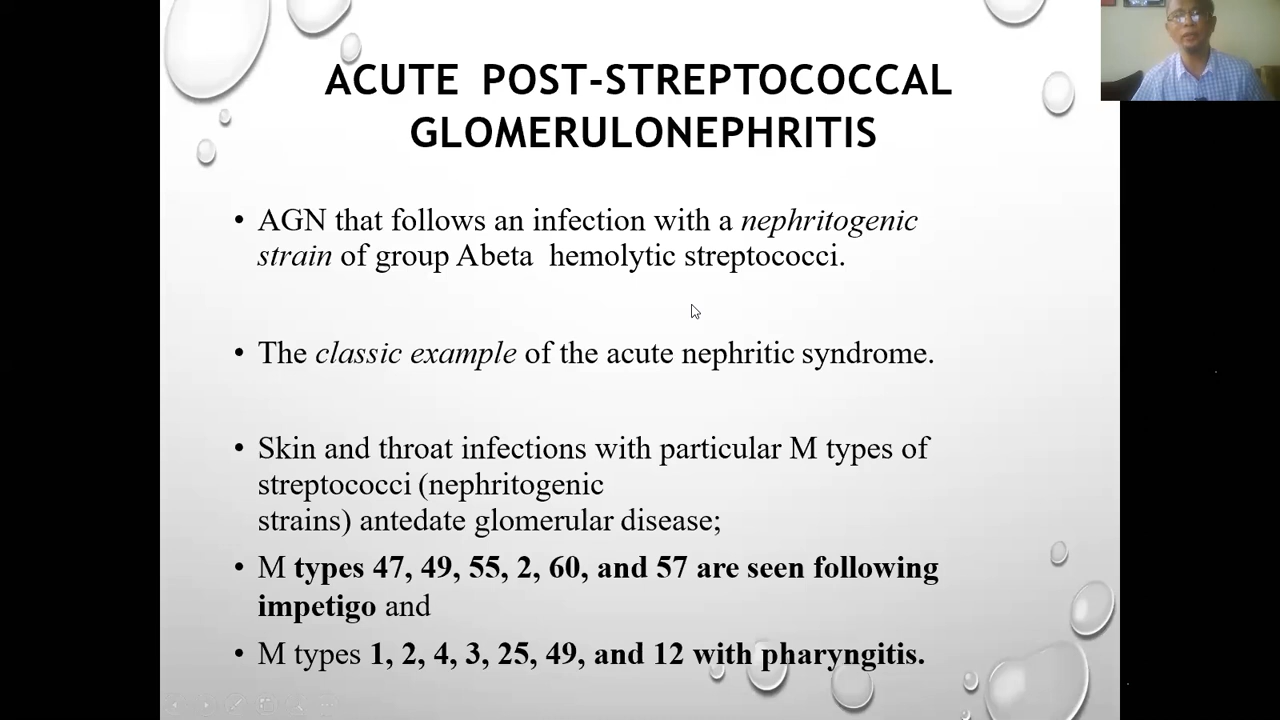 ACUTE POST-STREPTOCOCCAL
GLOMERULONEPHRITIS
• AGN that follows an infection with a nephritogenic
strain of group Abeta hemolytic streptococci.
• The classic example of the acute nephritic syndrome.
• Skin and throat infections with particular M types of
streptococci (nephritogenic
strains) antedate glomerular disease;
• M types 47, 49, 55, 2, 60, and 57 are seen following
impetigo and
• M types 1, 2, 4, 3, 25, 49, and 12 with pharyngitis.